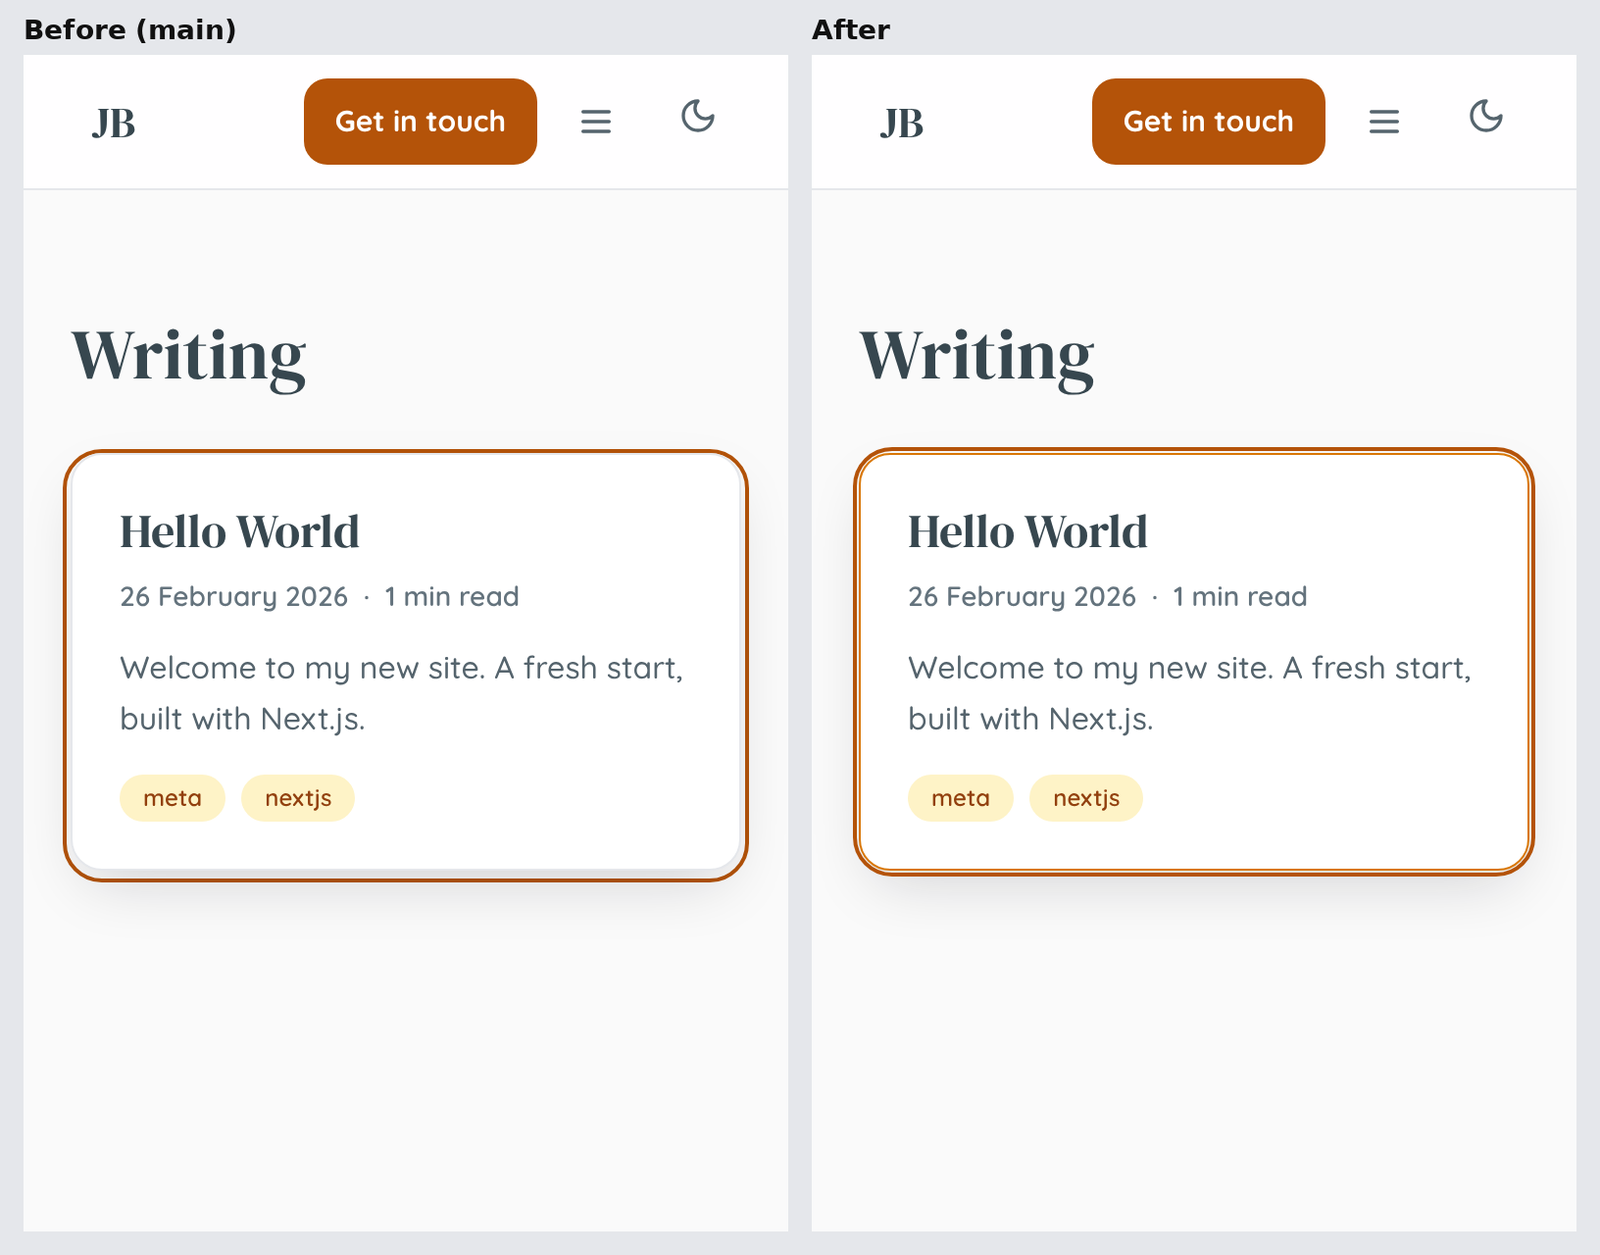 Before (main)
JB
Get in touch
Writing
Hello World
26 February 2026 · 1 min read
Welcome to my new site. A fresh start,
built with Next.js.
meta
nextjs
After
JB
Get in touch
Writing
Hello World
26 February 2026 · 1 min read
Welcome to my new site. A fresh start,
built with Next.js.
meta
nextjs